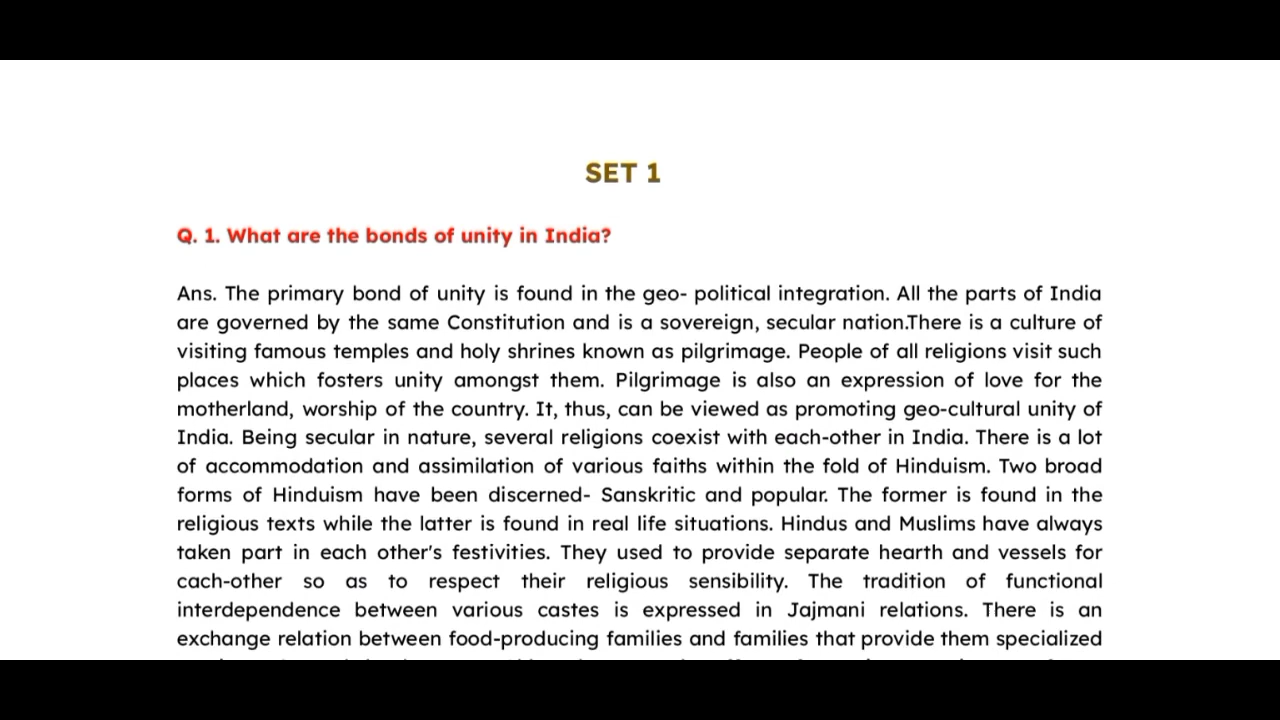 SET 1
Q. 1. What are the bonds of unity in India?
Ans. The primary bond of unity is found in the geo- political integration. All the parts of India
are governed by the same Constitution and is a sovereign, secular nation.There is a culture of
visiting famous temples and holy shrines known as pilgrimage. People of all religions visit such
places which fosters unity amongst them. Pilgrimage is also an expression of love for the
motherland, worship of the country. It, thus, can be viewed as promoting geo-cultural unity of
India. Being secular in nature, several religions coexist with each-other in India. There is a lot
of accommodation and assimilation of various faiths within the fold of Hinduism. Two broad
forms of Hinduism have been discerned- Sanskritic and popular. The former is found in the
religious texts while the latter is found in real life situations. Hindus and Muslims have always
taken part in each other's festivities. They used to provide separate hearth and vessels for
cach-other so as to respect their religious sensibility. The tradition of functional
interdependence between various castes is expressed in Jajmani relations. There is an
exchange relation between food-producing families and families that provide them specialized